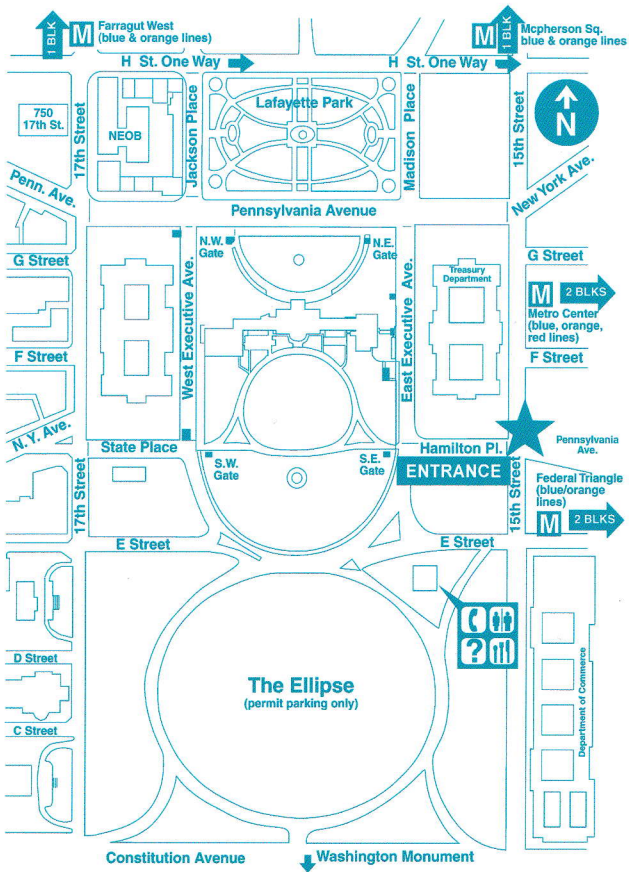 Farragut West
(blue & orange lines)
1 BLK
M
Mcpherson Sq.
blue & orange lines
1 BLK
M
H St. One Way
H St. One Way
750
17th St.
17th Street
NEOB
Jackson Place
Lafayette Park
Madison Place
15th Street
N
Penn. Ave.
New York Ave.
Pennsylvania Avenue
G Street
N.W.
Gate
N.E.
Gate
G Street
West Executive Ave.
East Executive Ave.
Treasury
Department
M
2 BLKS
Metro Center
(blue, orange,
red lines)
F Street
F Street
N.Y. Ave.
State Place
Hamilton Pl.
Pennsylvania
Ave.
S.W.
Gate
S.E.
Gate
ENTRANCE
17th Street
15th Street
Federal Triangle
(blue/orange
lines)
M
2 BLKS
E Street
E Street
?
D Street
The Ellipse
(permit parking only)
Department of Commerce
C Street
Constitution Avenue
Washington Monument